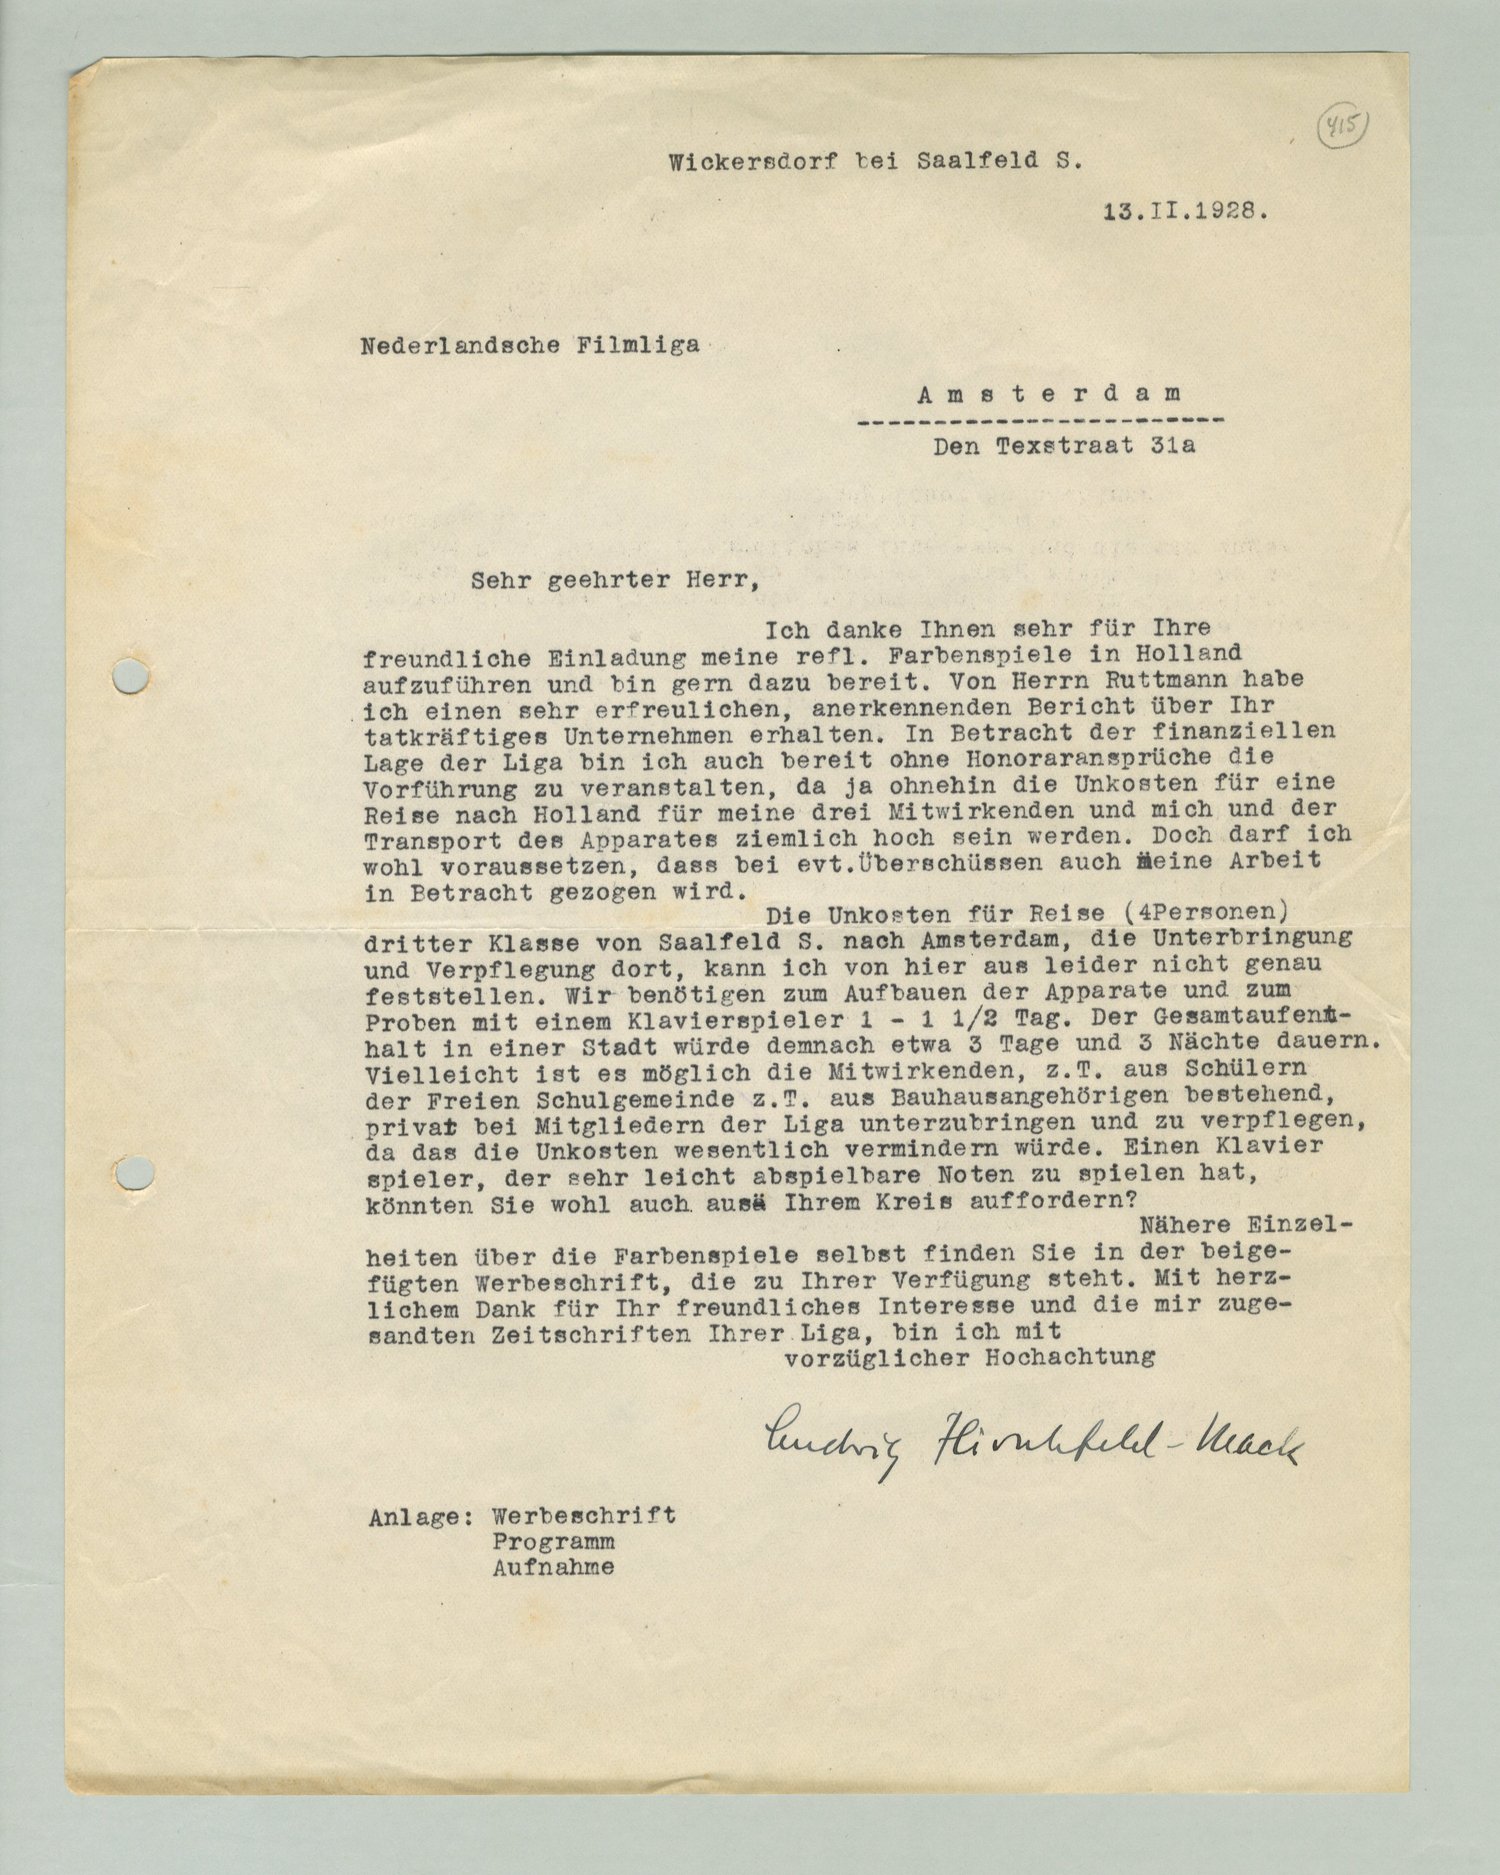 415
Wickersdorf bei Saalfeld S.
13.II.1928.
Nederlandsche Filmliga
A m s t e r d a m
------------------------
Den Texstraat 31a
Sehr geehrter Herr,
Ich danke Ihnen sehr für Ihre
freundliche Einladung meine refl. Farbenspiele in Holland
aufzuführen und bin gern dazu bereit. Von Herrn Ruttmann habe
ich einen sehr erfreulichen, anerkennenden Bericht über Ihr
tatkräftiges Unternehmen erhalten. In Betracht der finanziellen
Lage der Liga bin ich auch bereit ohne Honoraransprüche die
Vorführung zu veranstalten, da ja ohnehin die Unkosten für eine
Reise nach Holland für meine drei Mitwirkenden und mich und der
Transport des Apparates ziemlich hoch sein werden. Doch darf ich
wohl voraussetzen, dass bei evt.Überschüssen auch meine Arbeit
in Betracht gezogen wird.
Die Unkosten für Reise (4Personen)
dritter Klasse von Saalfeld S. nach Amsterdam, die Unterbringung
und Verpflegung dort, kann ich von hier aus leider nicht genau
feststellen. Wir benötigen zum Aufbauen der Apparate und zum
Proben mit einem Klavierspieler 1 - 1 1/2 Tag. Der Gesamtaufent-
halt in einer Stadt würde demnach etwa 3 Tage und 3 Nächte dauern.
Vielleicht ist es möglich die Mitwirkenden, z.T. aus Schülern
der Freien Schulgemeinde z.T. aus Bauhausangehörigen bestehend,
privat bei Mitgliedern der Liga unterzubringen und zu verpflegen,
da das die Unkosten wesentlich vermindern würde. Einen Klavier
spieler, der sehr leicht abspielbare Noten zu spielen hat,
könnten Sie wohl auch aus Ihrem Kreis auffordern?
Nähere Einzel-
heiten über die Farbenspiele selbst finden Sie in der beige-
fügten Werbeschrift, die zu Ihrer Verfügung steht. Mit herz-
lichem Dank für Ihr freundliches Interesse und die mir zuge-
sandten Zeitschriften Ihrer Liga, bin ich mit
vorzüglicher Hochachtung
Ludwig Hirschfeld-Mack
Anlage: Werbeschrift
Programm
Aufnahme